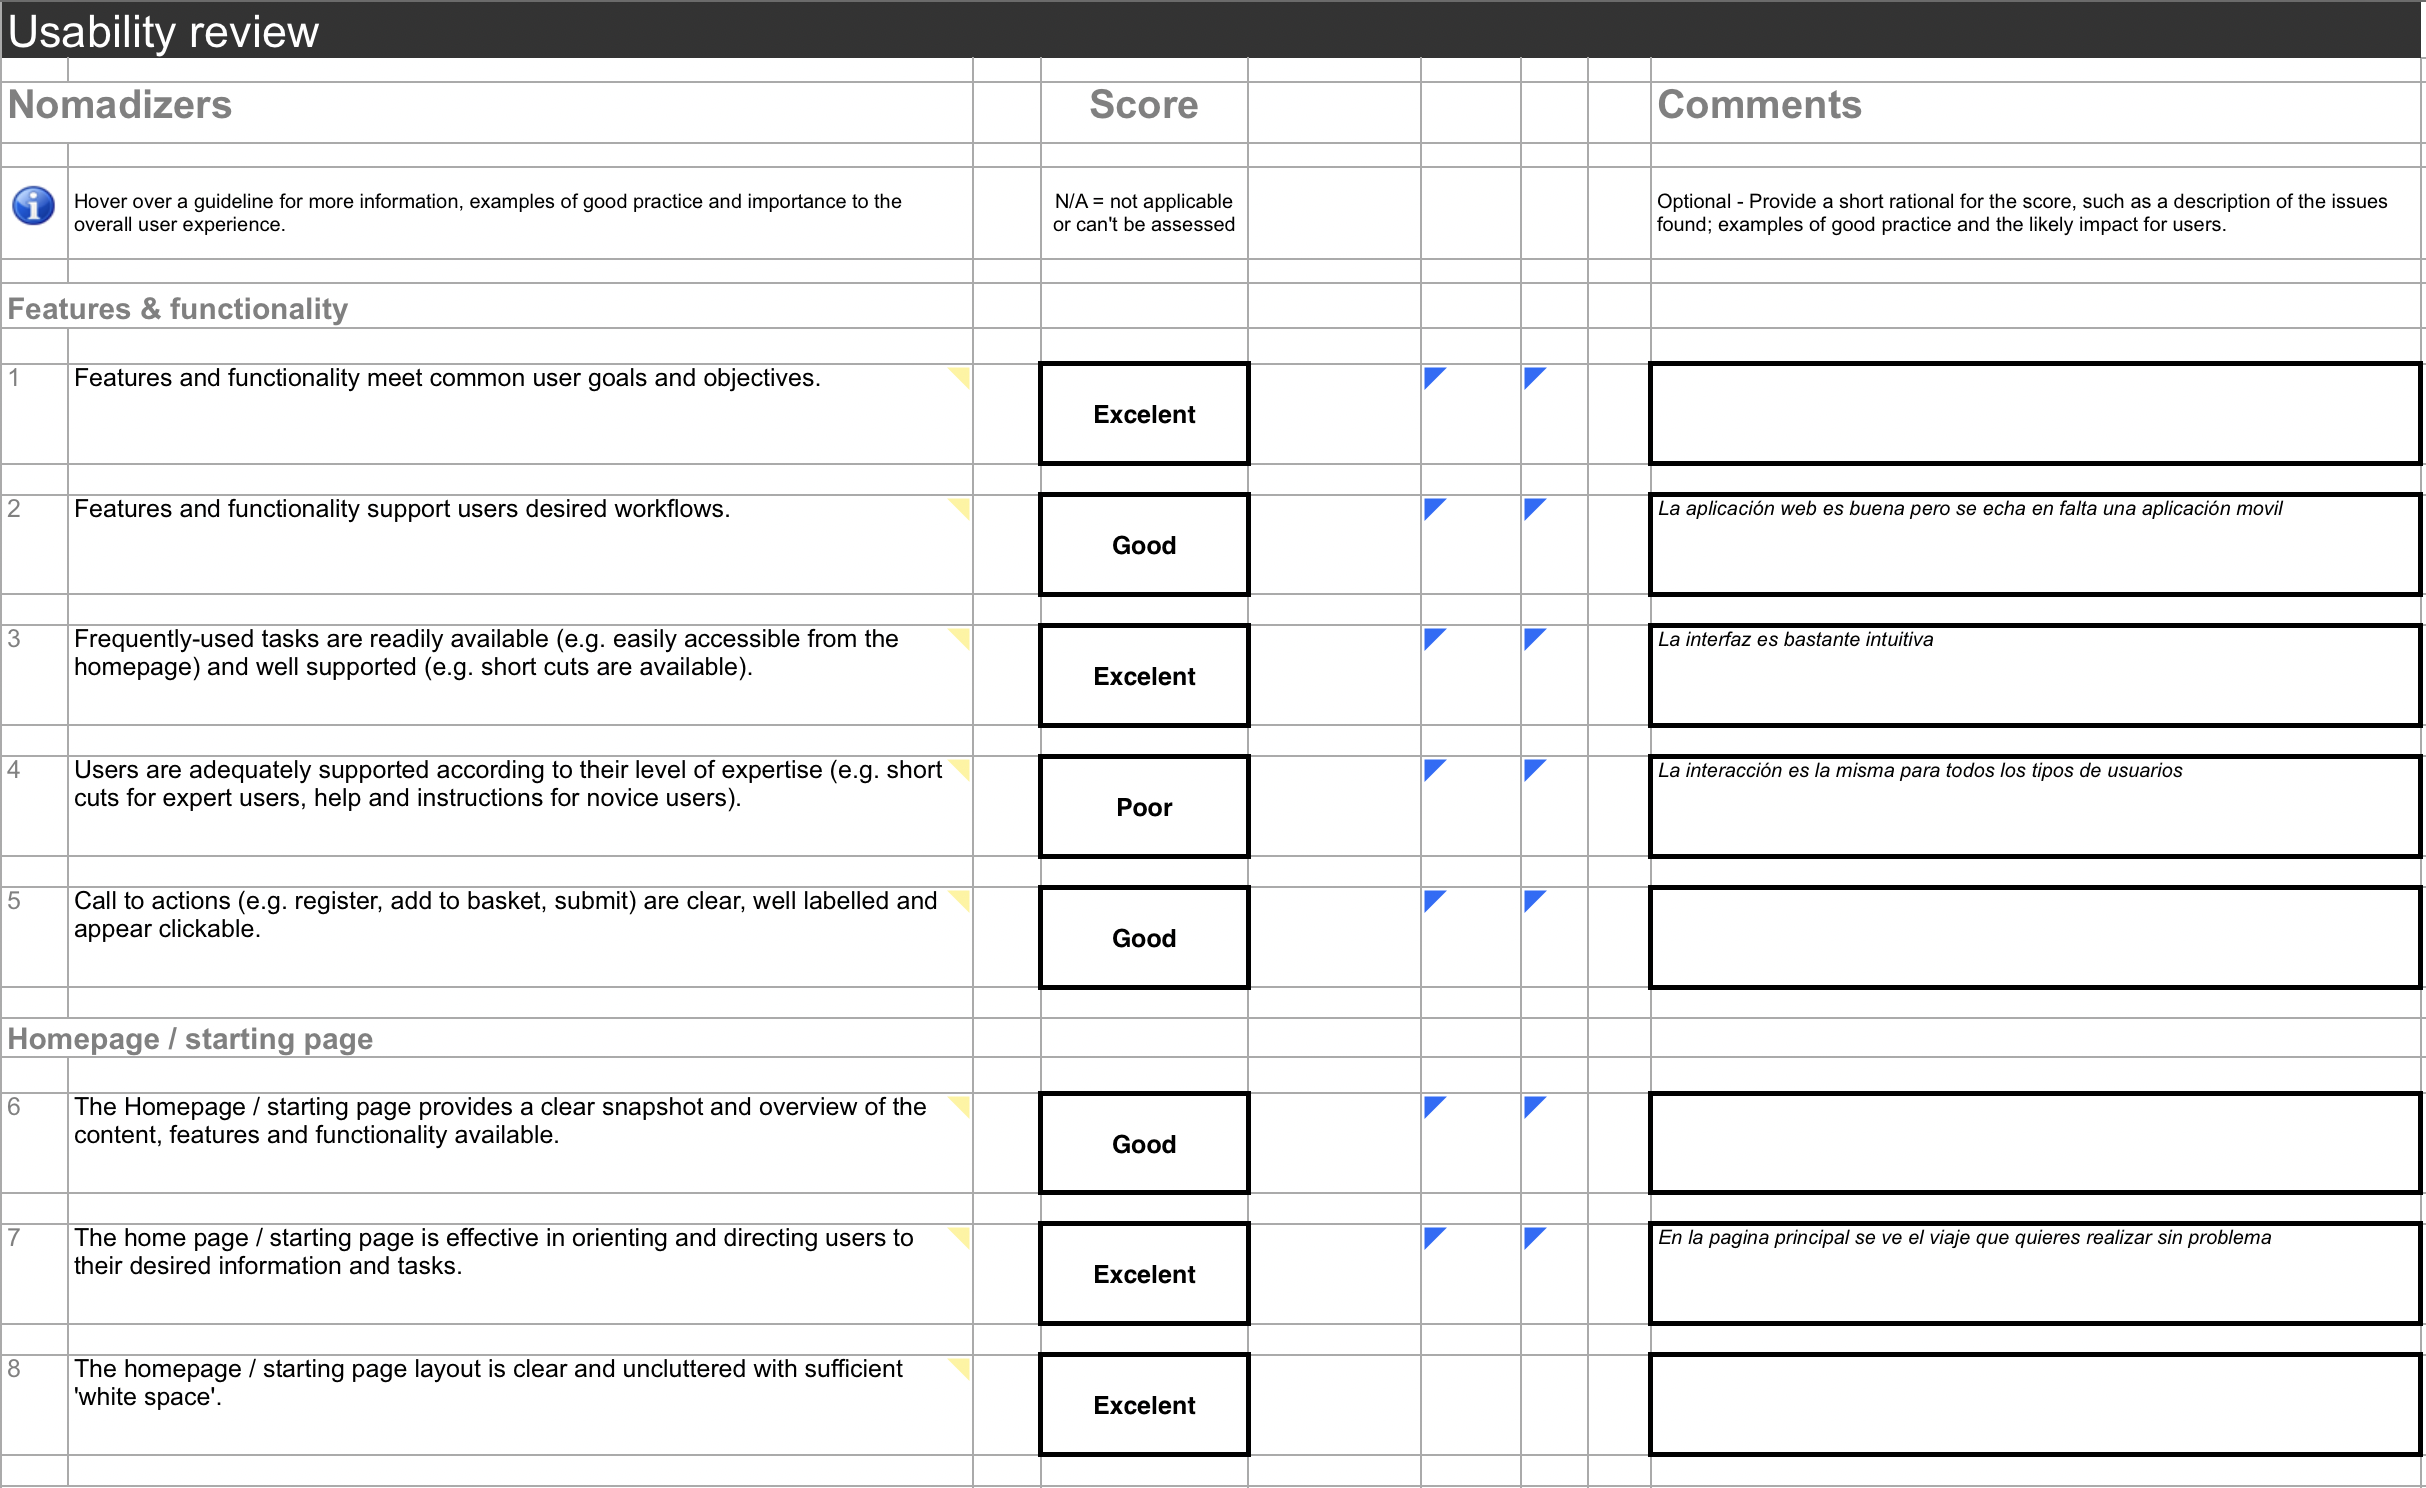 Usability review
Nomadizers Score Comments
Hover over a guideline for more information, examples of good practice and importance to the
overall user experience.
N/A = not applicable
or can't be assessed
Optional - Provide a short rational for the score, such as a description of the issues
found; examples of good practice and the likely impact for users.
Features & functionality
1 Features and functionality meet common user goals and objectives.
Excelent
2 Features and functionality support users desired workflows.
Good
La aplicación web es buena pero se echa en falta una aplicación movil
3 Frequently-used tasks are readily available (e.g. easily accessible from the
homepage) and well supported (e.g. short cuts are available).
Excelent
La interfaz es bastante intuitiva
4 Users are adequately supported according to their level of expertise (e.g. short
cuts for expert users, help and instructions for novice users).
Poor
La interacción es la misma para todos los tipos de usuarios
5 Call to actions (e.g. register, add to basket, submit) are clear, well labelled and
appear clickable.
Good
Homepage / starting page
6 The Homepage / starting page provides a clear snapshot and overview of the
content, features and functionality available.
Good
7 The home page / starting page is effective in orienting and directing users to
their desired information and tasks.
Excelent
En la pagina principal se ve el viaje que quieres realizar sin problema
8 The homepage / starting page layout is clear and uncluttered with sufficient
'white space'.
Excelent